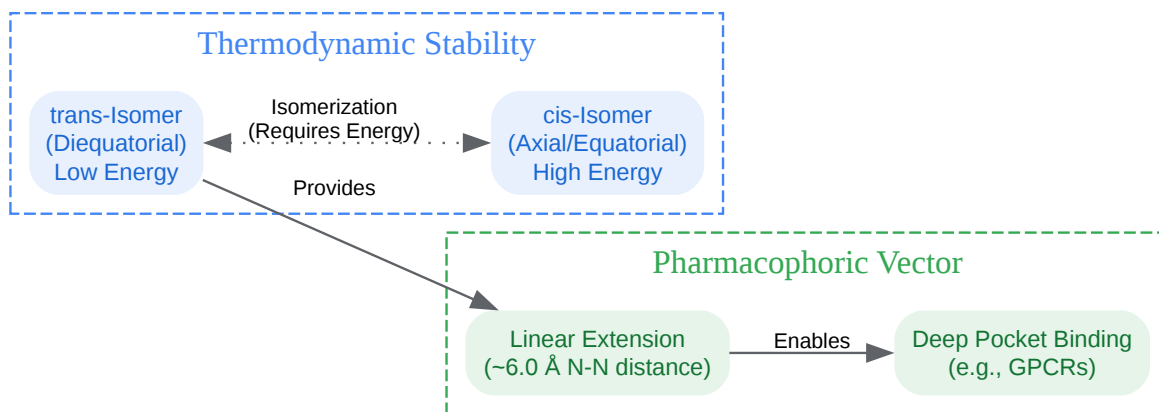 Thermodynamic Stability
trans-Isomer
(Diequatorial)
Low Energy
Isomerization
(Requires Energy)
cis-Isomer
(Axial/Equatorial)
High Energy
Provides
Pharmacophoric Vector
Linear Extension
(~6.0 Å N-N distance)
Enables
Deep Pocket Binding
(e.g., GPCRs)